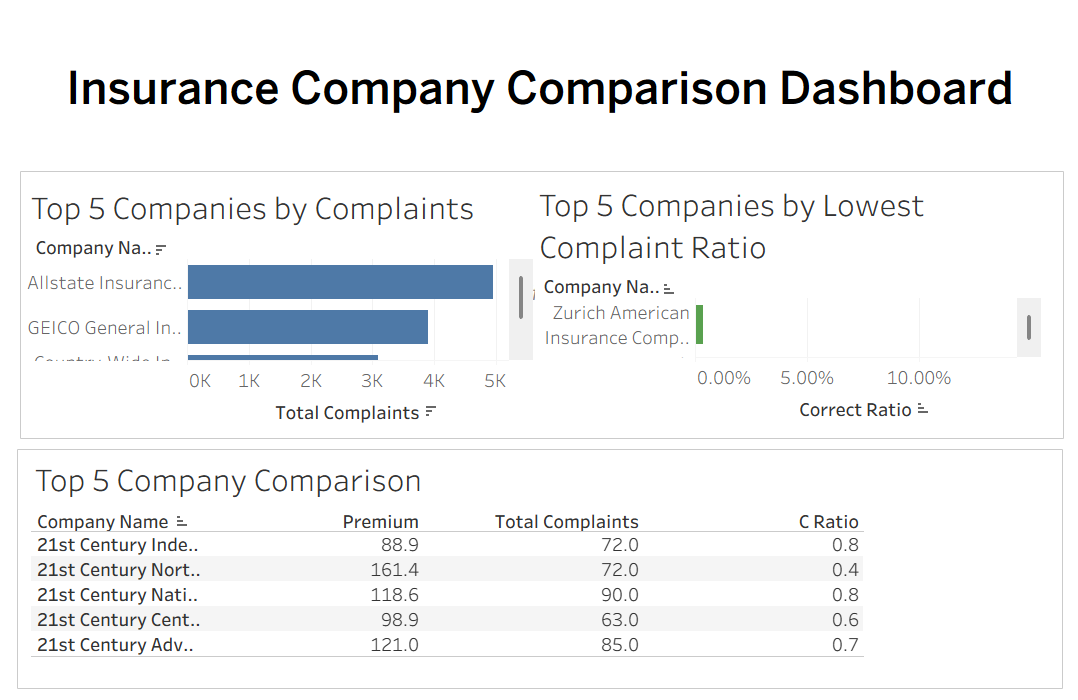 Insurance Company Comparison Dashboard
Top 5 Companies by Complaints
Company Na..
Allstate Insuranc..
GEICO General In..
Country-Wide In..
0K 1K 2K 3K 4K 5K
Total Complaints
Top 5 Companies by Lowest
Complaint Ratio
Company Na..
Zurich American
Insurance Comp..
0.00% 5.00% 10.00%
Correct Ratio
Top 5 Company Comparison
Company Name Premium Total Complaints C Ratio
21st Century Inde.. 88.9 72.0 0.8
21st Century Nort.. 161.4 72.0 0.4
21st Century Nati.. 118.6 90.0 0.8
21st Century Cent.. 98.9 63.0 0.6
21st Century Adv.. 121.0 85.0 0.7